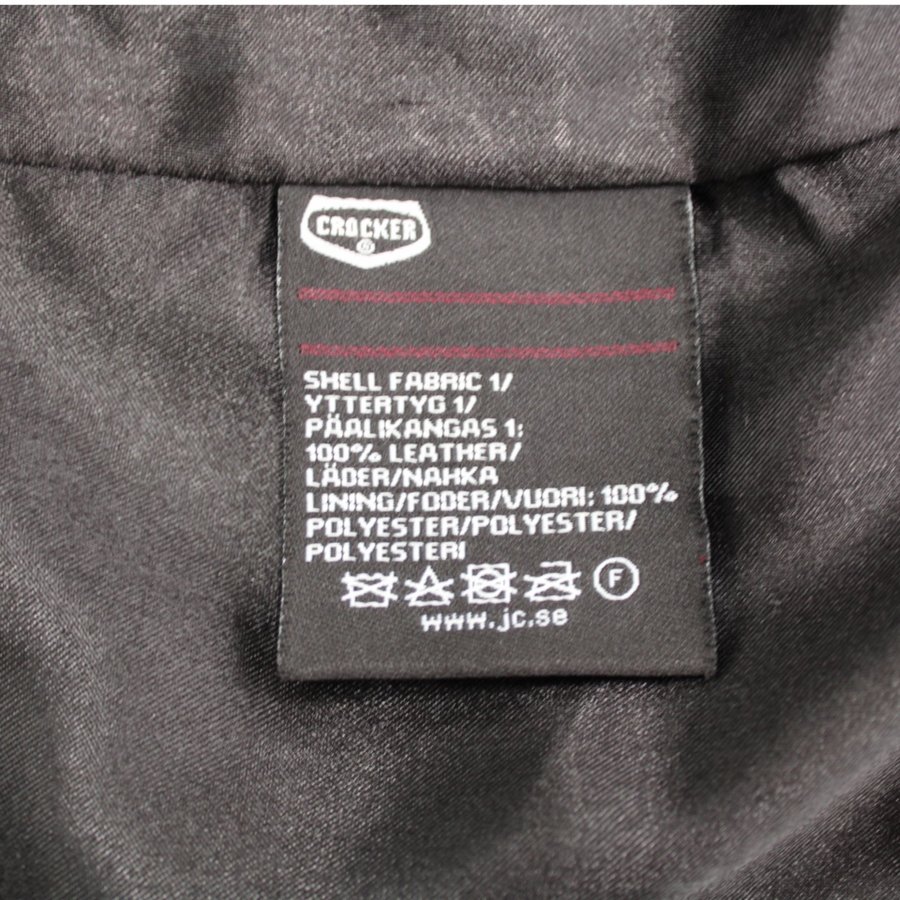 CROCKER
®
SHELL FABRIC 1/
YTTERTYG 1/
PÄÄLIKANGAS 1:
100% LEATHER/
LÄDER/NAHKA
LINING/FODER/VUORI: 100%
POLYESTER/POLYESTER/
POLYESTERI
F
www.jc.se